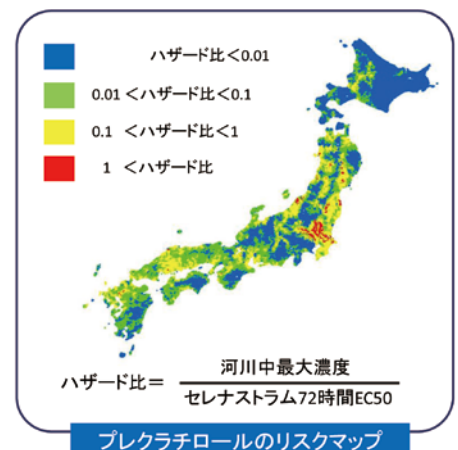 ハザード比<0.01
0.01 <ハザード比<0.1
0.1 <ハザード比<1
1 <ハザード比
ハザード比=
河川中最大濃度
セレナストラム72時間EC50
プレクラチロールのリスクマップ